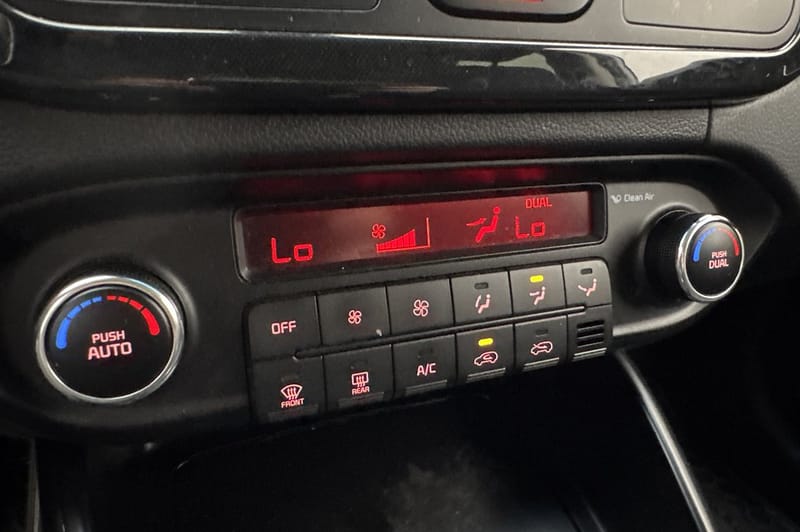 Clean Air
DUAL
Lo
Lo
PUSH
DUAL
PUSH
AUTO
OFF
FRONT
REAR
A/C